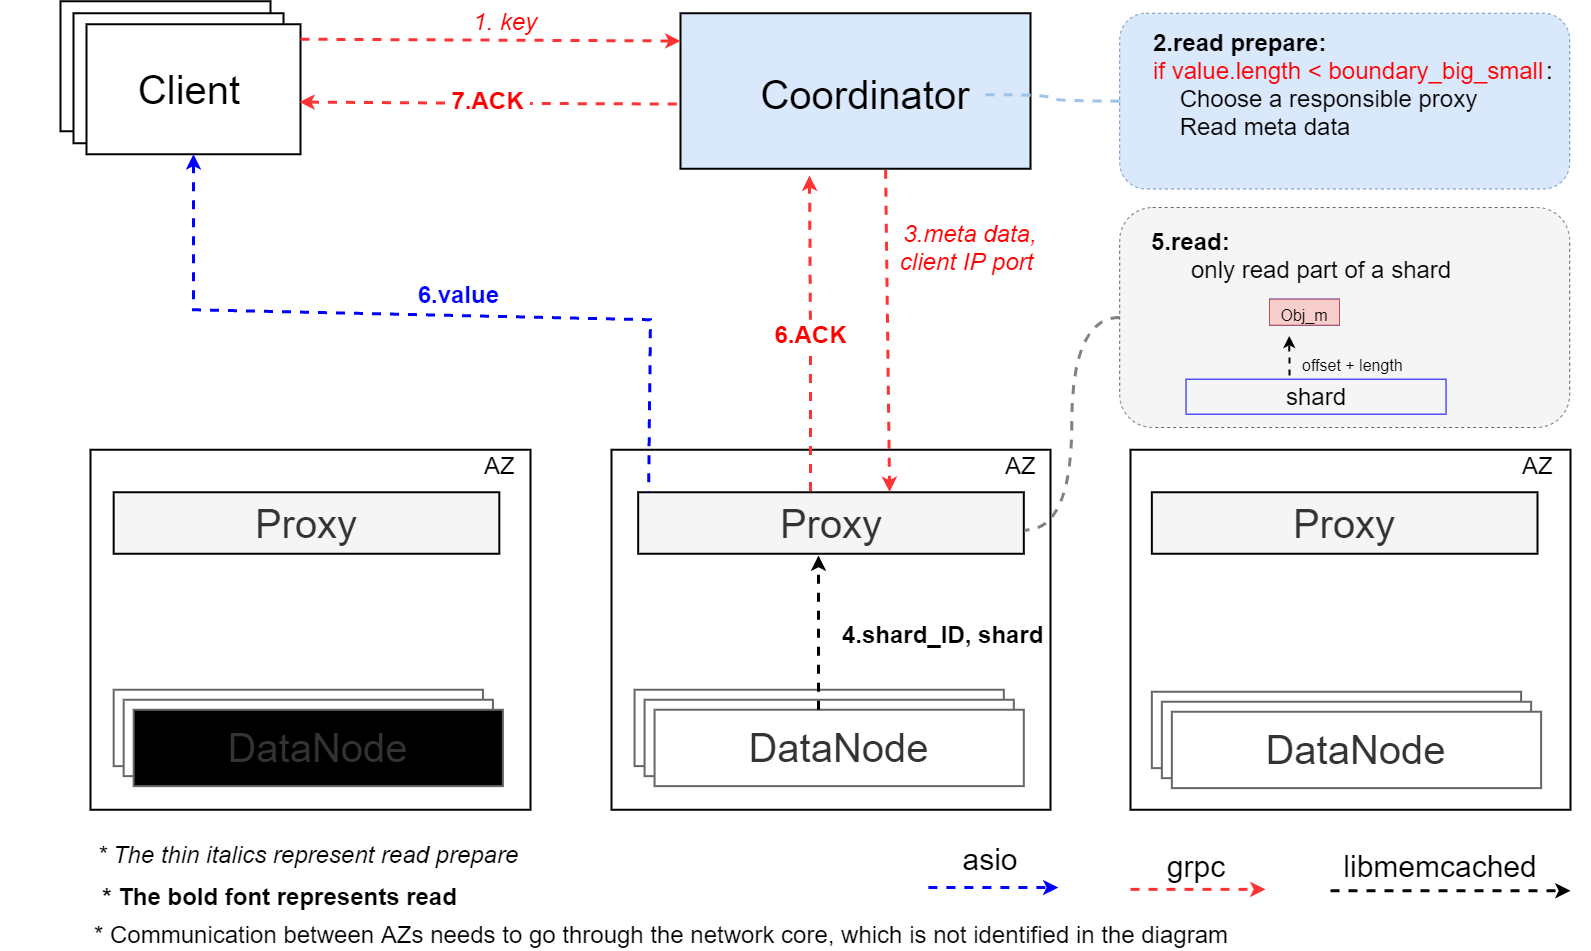 1. key
Client
Coordinator
7.ACK
2.read prepare:
if value.length < boundary_big_small:
Choose a responsible proxy
Read meta data
3.meta data,
client IP port
6.value
6.ACK
5.read:
only read part of a shard
Obj_m
offset + length
shard
AZ
Proxy
DataNode
AZ
Proxy
4.shard_ID, shard
DataNode
AZ
Proxy
DataNode
* The thin italics represent read prepare
* The bold font represents read
* Communication between AZs needs to go through the network core, which is not identified in the diagram
asio
grpc
libmemcached